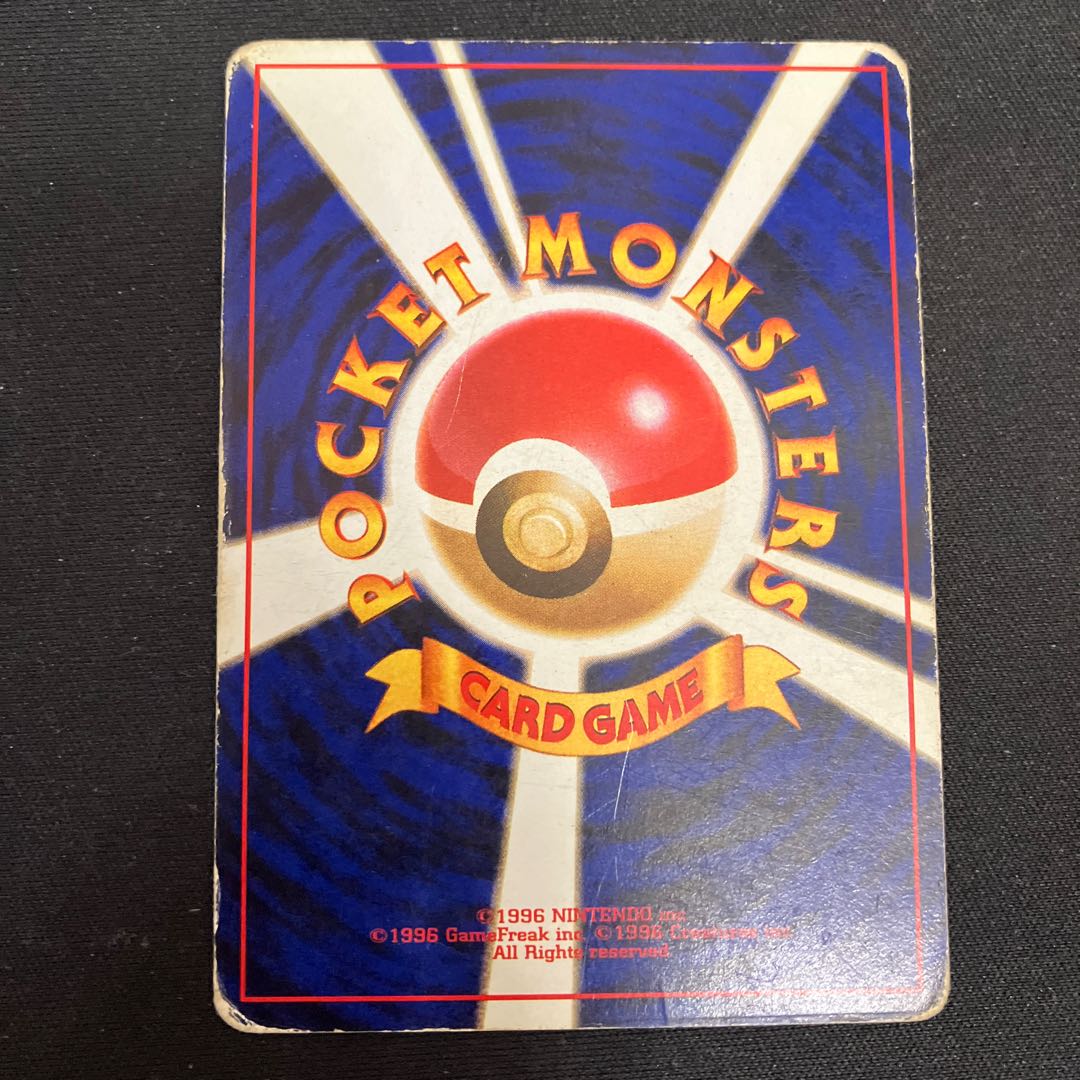 POCKET MONSTERS
CARD GAME
©1996 NINTENDO inc.
©1996 GameFreak inc. ©1996 Creatures inc.
All Rights reserved.